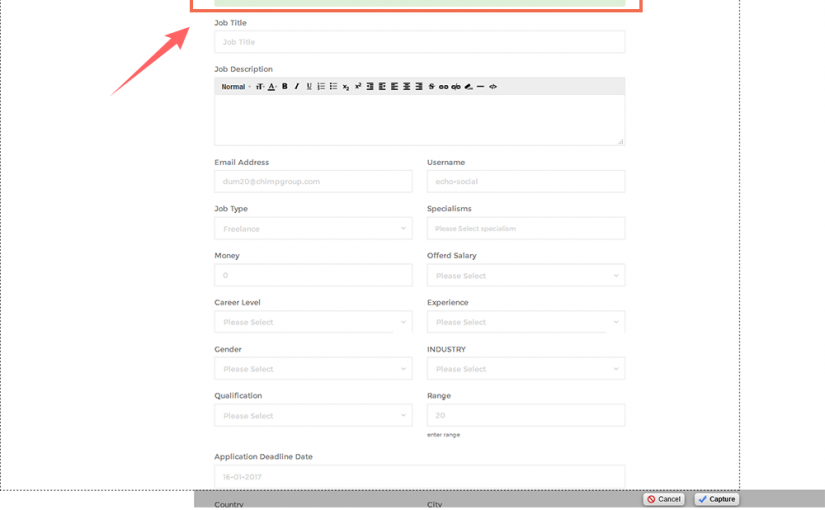 Job Title
Job Title
Job Description
Normal
Email Address Username
dum20@chimpgroup.com echo-social
Job Type Specialisms
Freelance Please Select specialism
Money Offerd Salary
0 Please Select
Career Level Experience
Please Select Please Select
Gender INDUSTRY
Please Select Please Select
Qualification Range
Please Select 20
enter range
Application Deadline Date
16-01-2017
Cancel Capture
Country City